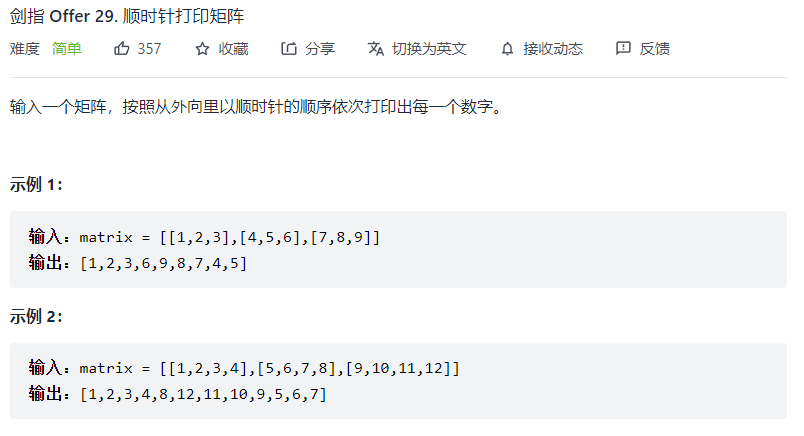 剑指 Offer 29. 顺时针打印矩阵
难度 简单 357 收藏 分享 切换为英文 接收动态 反馈
输入一个矩阵，按照从外向里以顺时针的顺序依次打印出每一个数字。
示例 1：
输入：matrix = [[1,2,3],[4,5,6],[7,8,9]]
输出：[1,2,3,6,9,8,7,4,5]
示例 2：
输入：matrix = [[1,2,3,4],[5,6,7,8],[9,10,11,12]]
输出：[1,2,3,4,8,12,11,10,9,5,6,7]